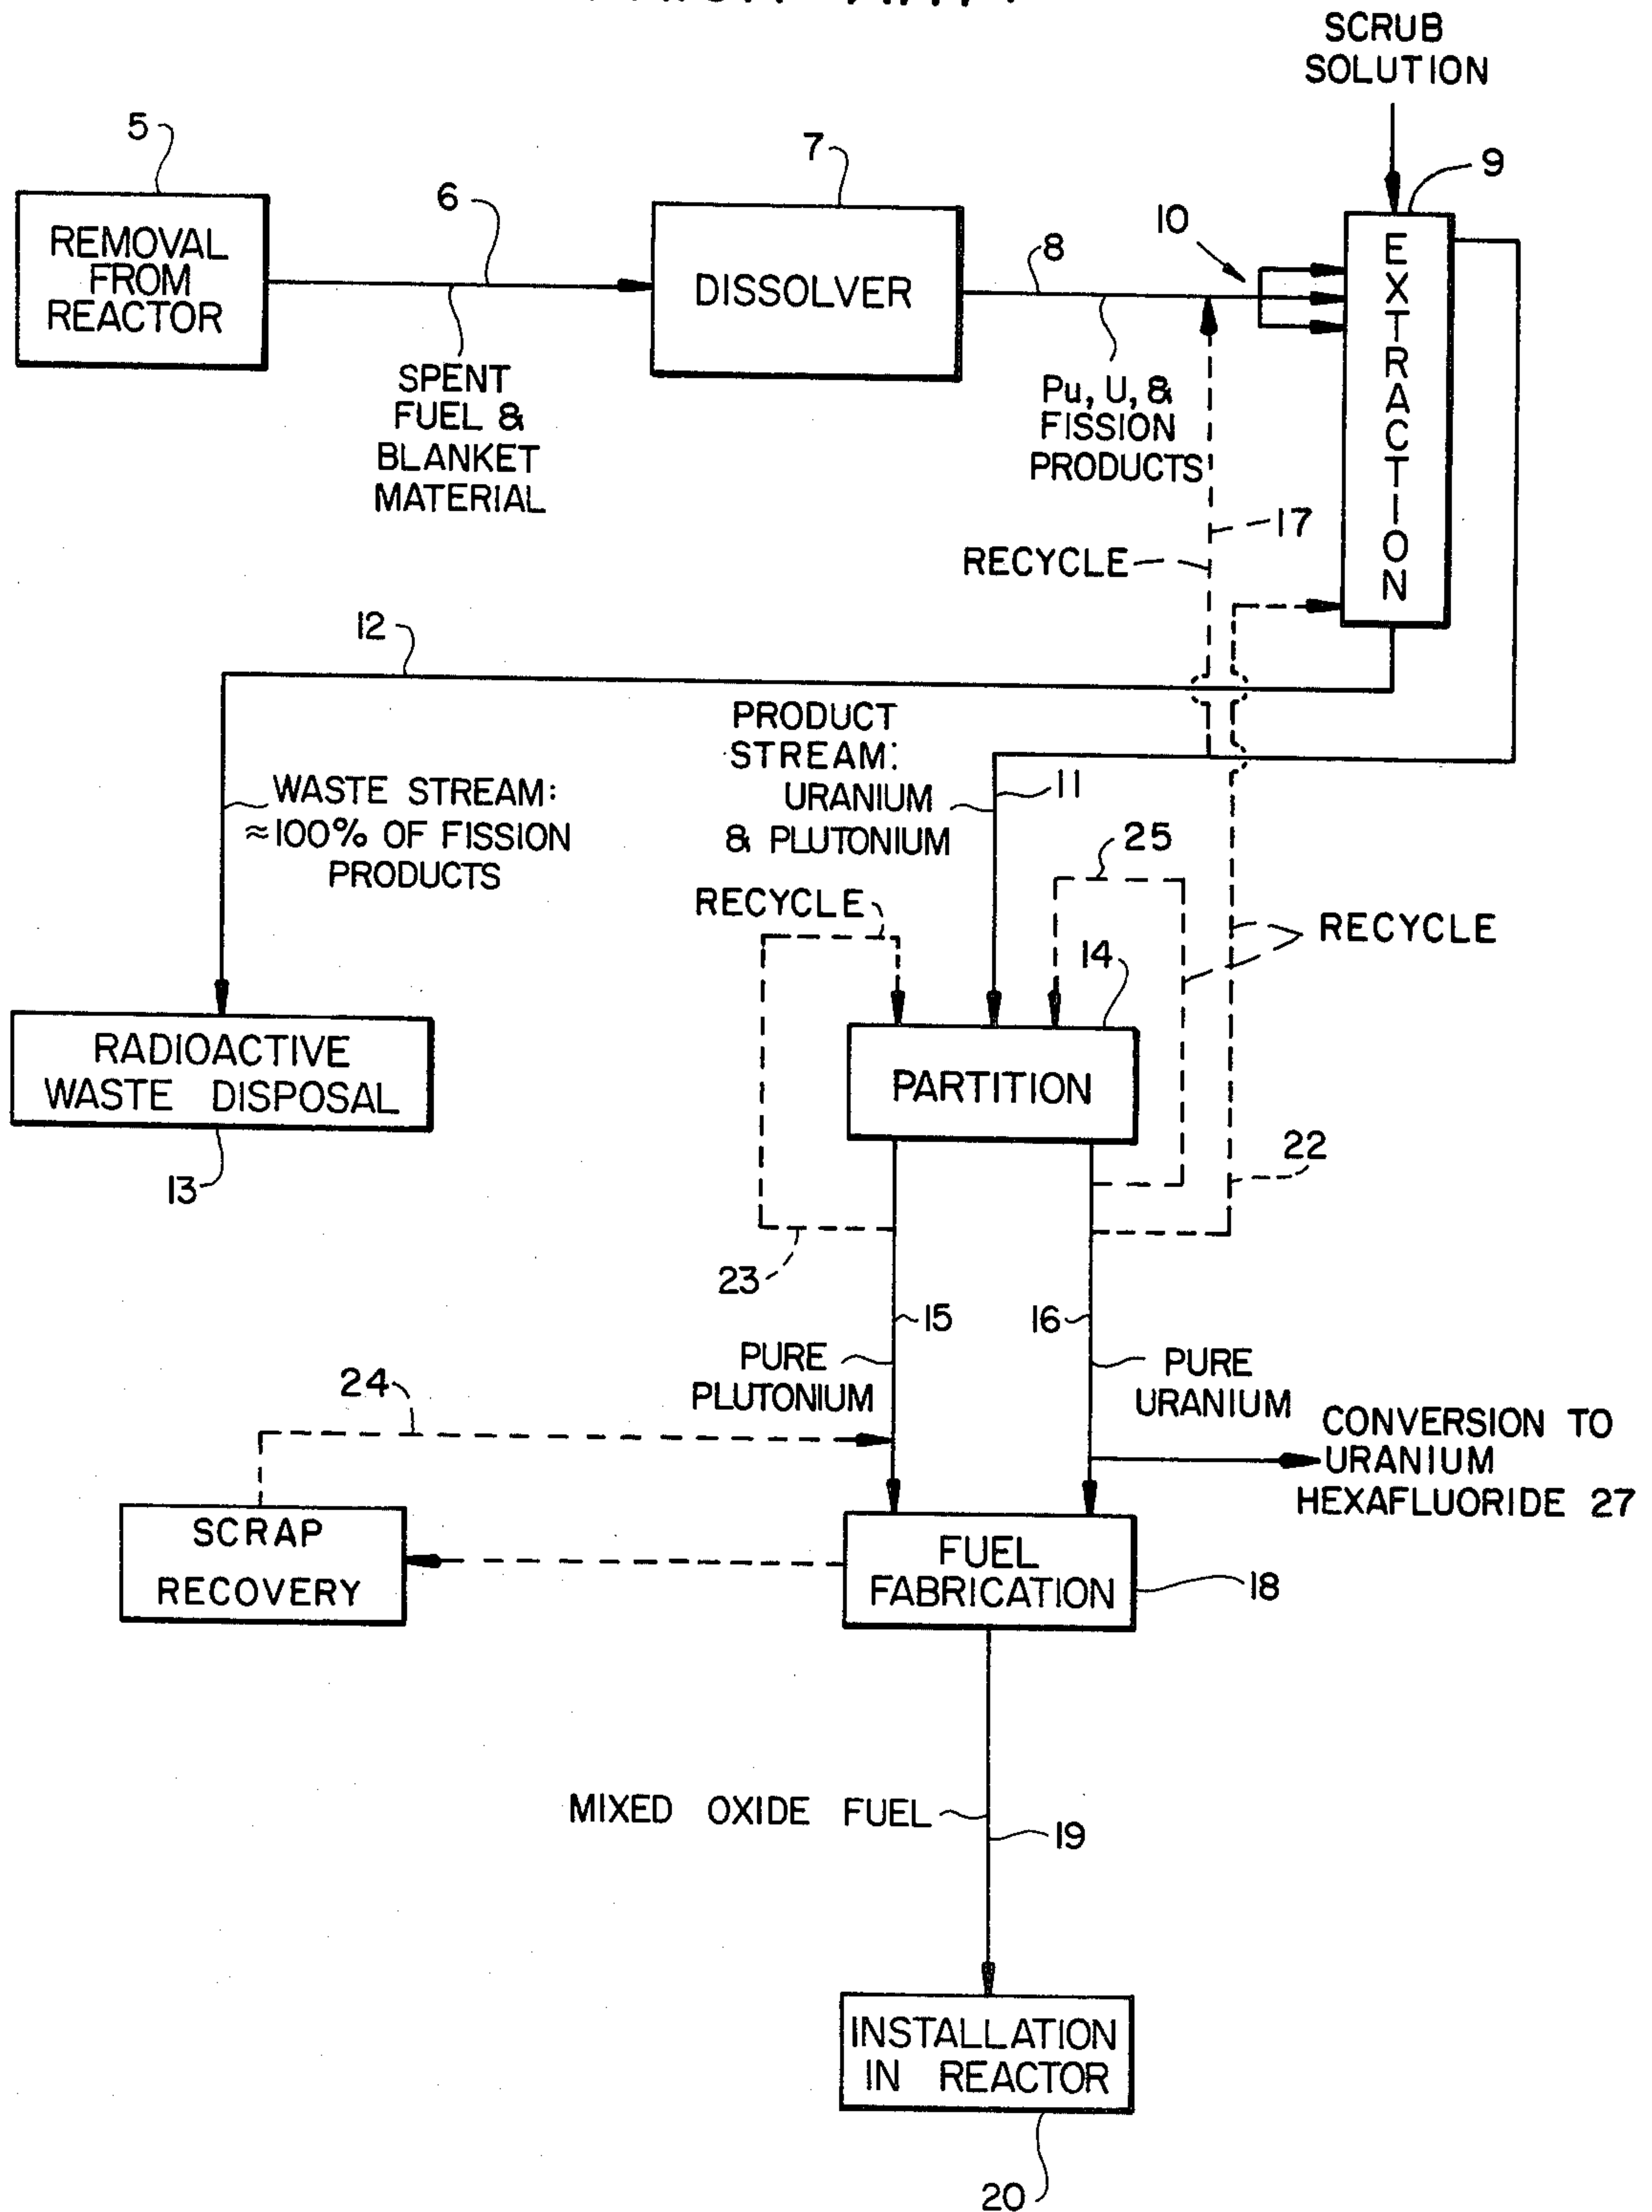 SCRUB
SOLUTION
5
7
9
6
10
8
REMOVAL
FROM
REACTOR
DISSOLVER
EXTRACTION
SPENT
FUEL &
BLANKET
MATERIAL
Pu, U, &
FISSION
PRODUCTS
17
RECYCLE
12
PRODUCT
STREAM:
URANIUM
& PLUTONIUM
11
WASTE STREAM:
≈100% OF FISSION
PRODUCTS
25
RECYCLE
RECYCLE
14
RADIOACTIVE
WASTE DISPOSAL
PARTITION
13
22
23
15
16
PURE
PLUTONIUM
PURE
URANIUM
24
CONVERSION TO
URANIUM
HEXAFLUORIDE 27
SCRAP
RECOVERY
FUEL
FABRICATION
18
MIXED OXIDE FUEL
19
INSTALLATION
IN REACTOR
20